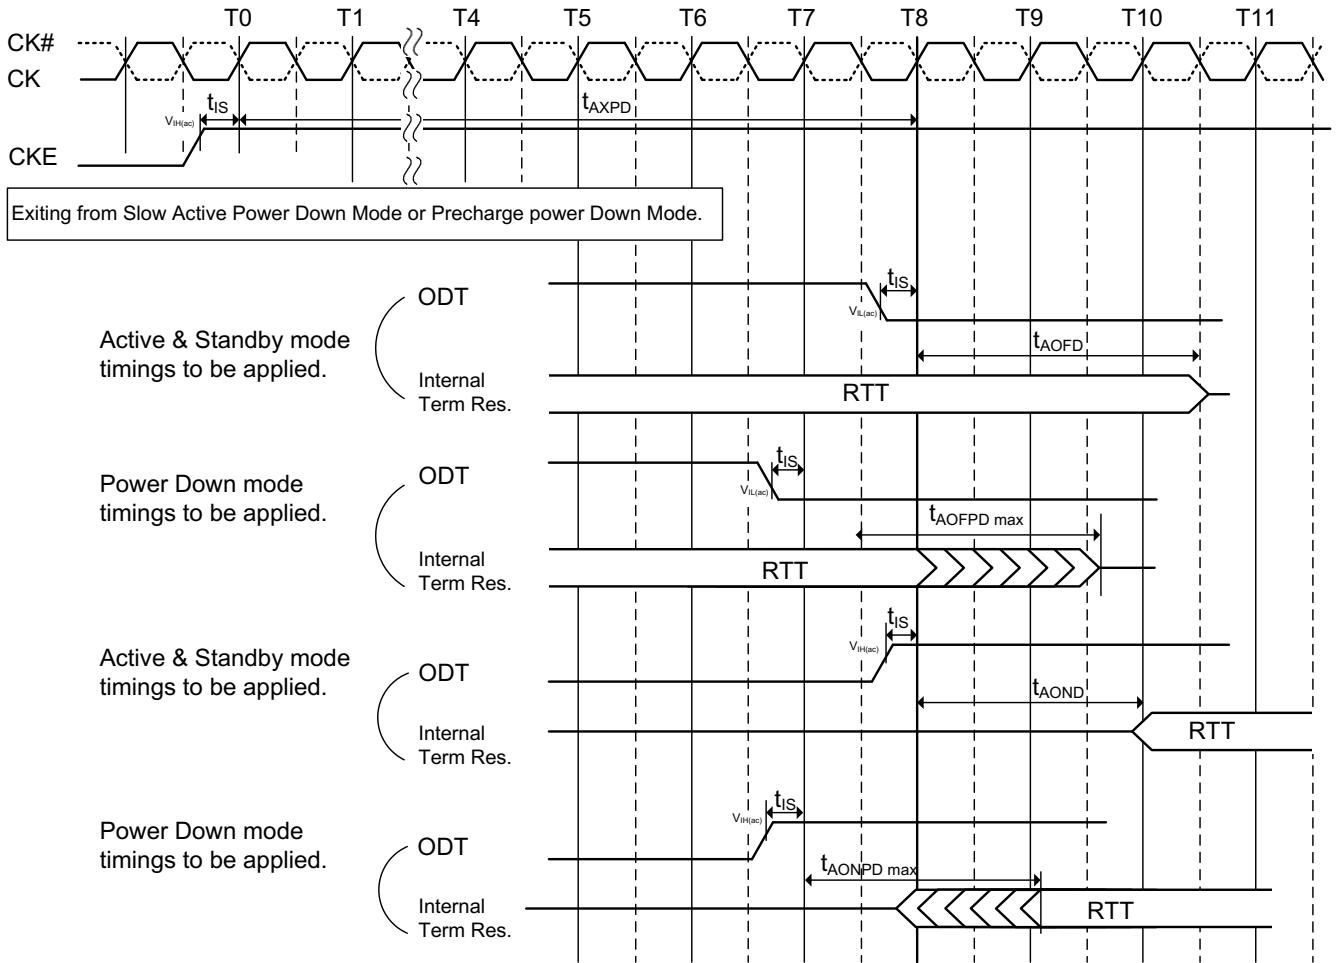 T0 T1 T4 T5 T6 T7 T8 T9 T10 T11
CK#
CK
tIS tAXPD
VIH(ac)
CKE
Exiting from Slow Active Power Down Mode or Precharge power Down Mode.
tIS
ODT
VIL(ac)
Active & Standby mode
timings to be applied.
tAOFD
Internal
Term Res.
RTT
tIS
ODT
Power Down mode
timings to be applied.
VIL(ac)
tAOFPD max
Internal
Term Res.
RTT
tIS
VIH(ac)
Active & Standby mode
timings to be applied.
ODT
tAOND
Internal
Term Res.
RTT
tIS
VIH(ac)
Power Down mode
timings to be applied.
ODT
tAONPD max
Internal
Term Res.
RTT